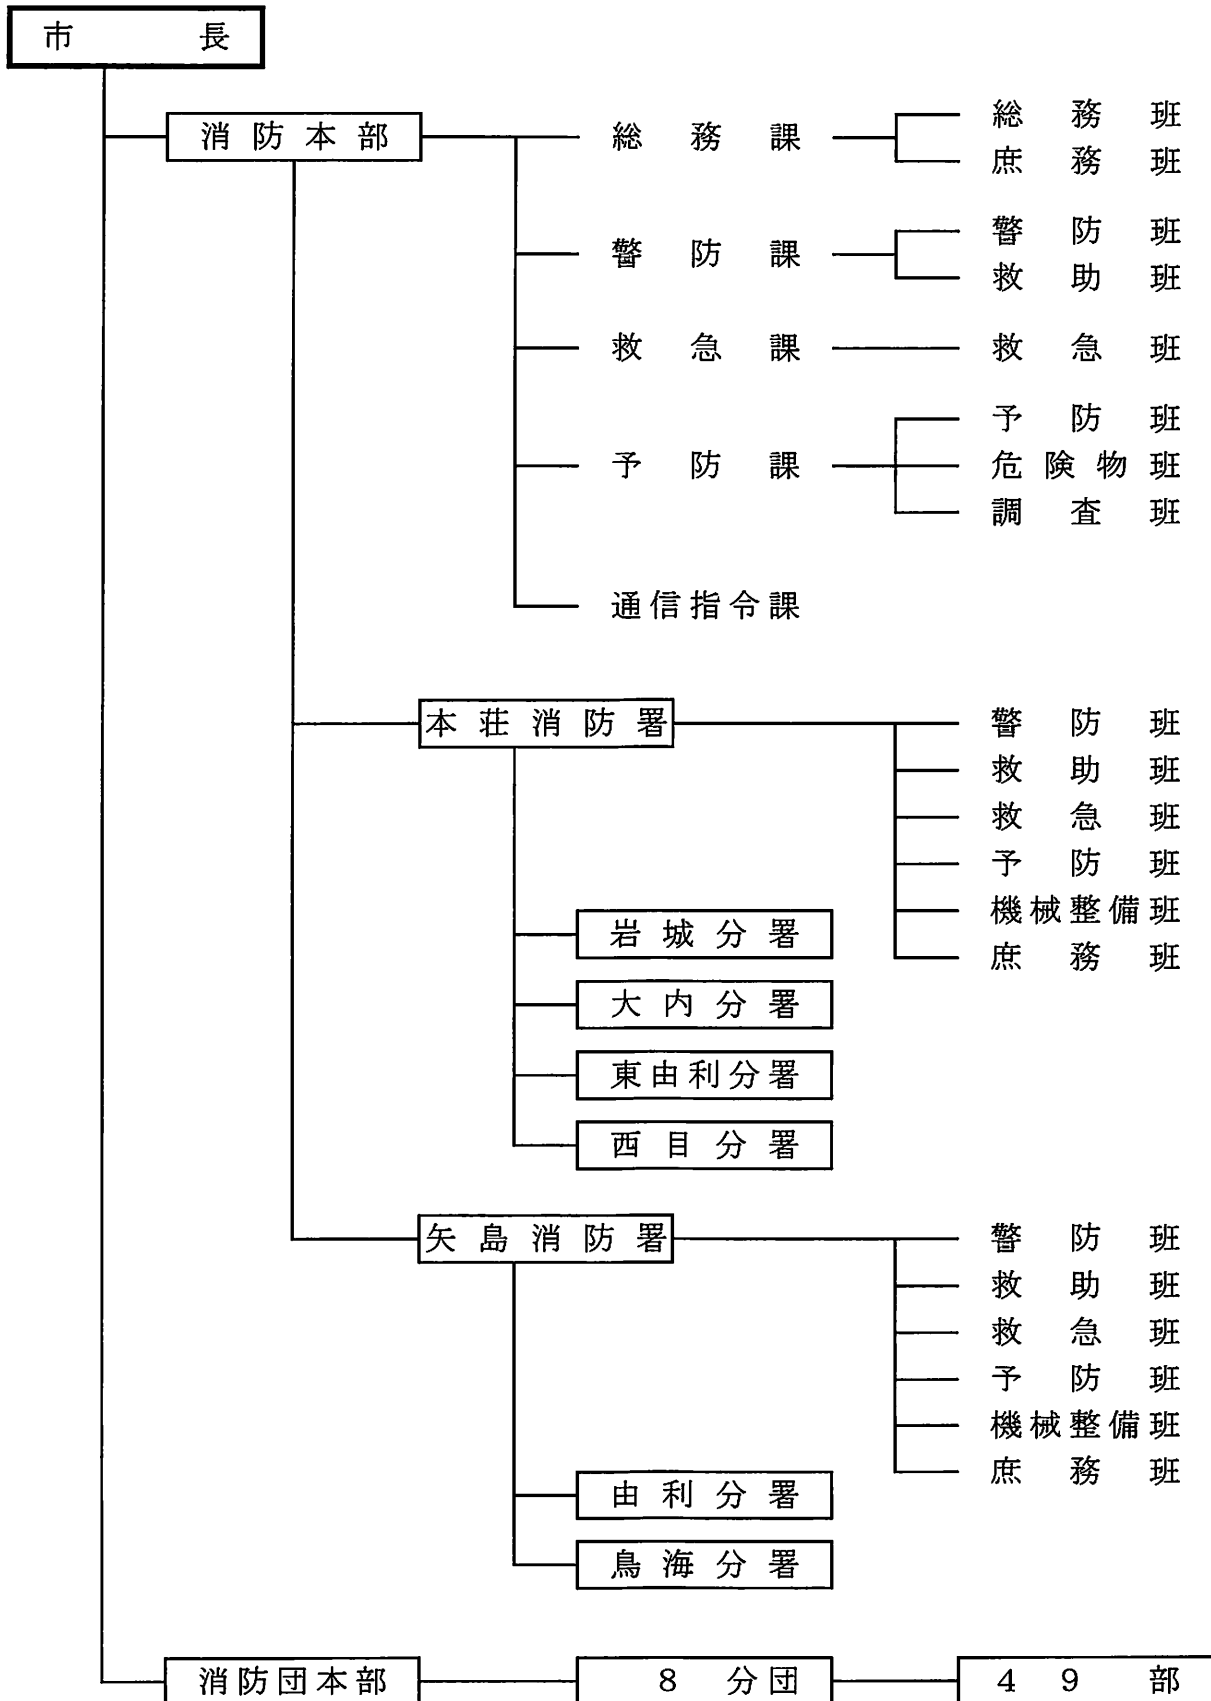 市長
総務班
消防本部 総務課
庶務班
警防班
警防課
救助班
救急課 救急班
予防班
予防課 危険物班
調査班
通信指令課
本荘消防署 警防班
救助班
救急班
予防班
機械整備班
岩城分署
庶務班
大内分署
東由利分署
西目分署
矢島消防署 警防班
救助班
救急班
予防班
機械整備班
庶務班
由利分署
鳥海分署
消防団本部 8分団 49部